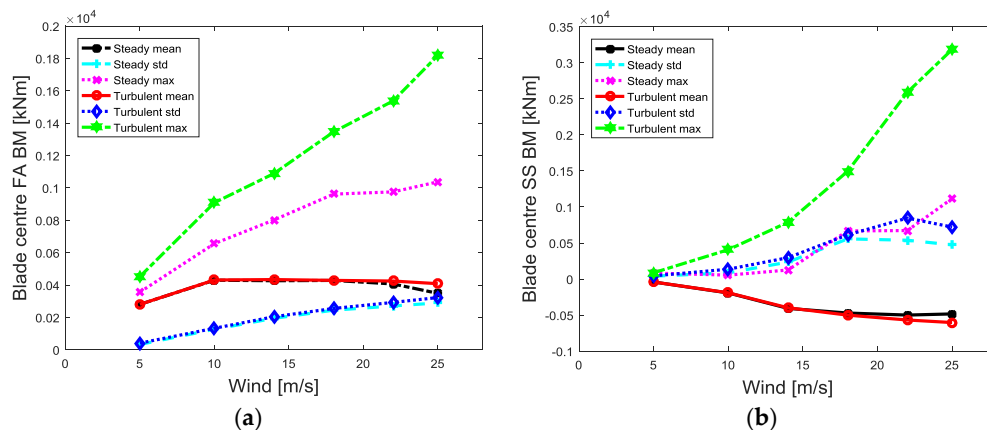 ×10⁴
0.2
0.18
0.16
0.14
0.12
0.1
0.08
0.06
0.04
0.02
0
Blade centre FA BM [kNm]
Steady mean
Steady std
Steady max
Turbulent mean
Turbulent std
Turbulent max
0 5 10 15 20 25
Wind [m/s]
(a)
×10⁴
0.35
0.3
0.25
0.2
0.15
0.1
0.05
0
-0.05
-0.1
Blade centre SS BM [kNm]
Steady mean
Steady std
Steady max
Turbulent mean
Turbulent std
Turbulent max
0 5 10 15 20 25
Wind [m/s]
(b)